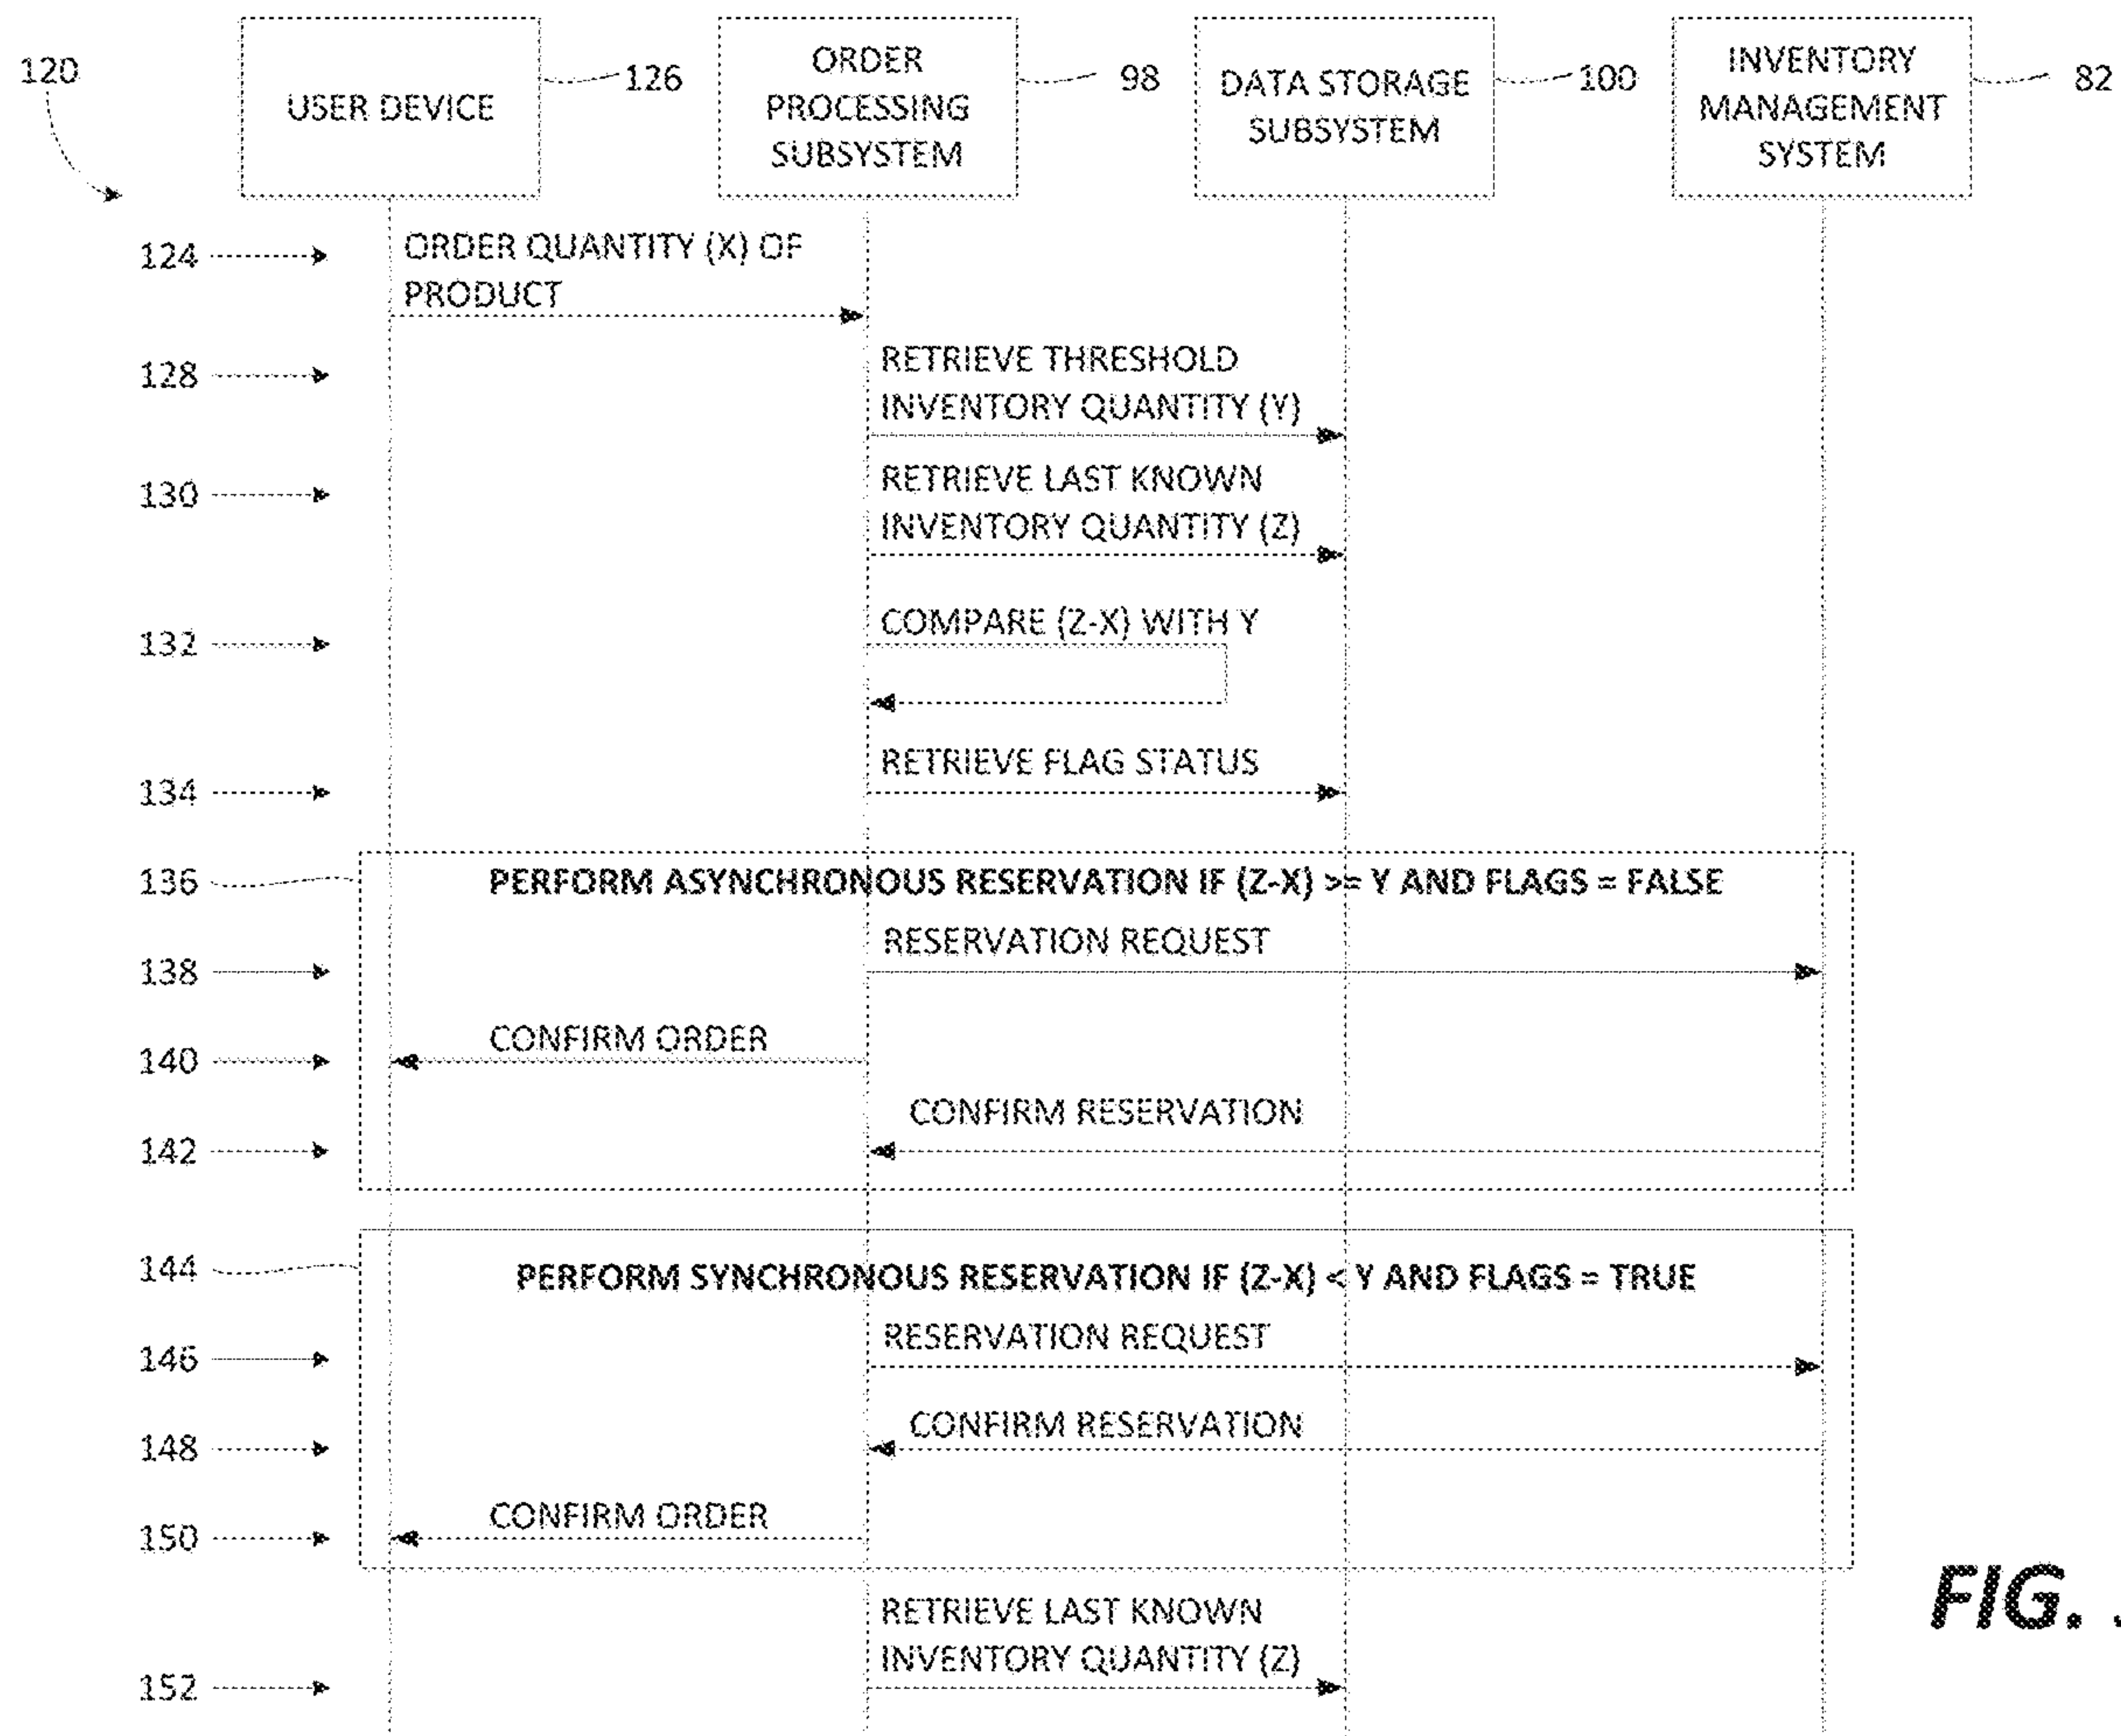 120
USER DEVICE
126
ORDER
PROCESSING
SUBSYSTEM
98
DATA STORAGE
SUBSYSTEM
100
INVENTORY
MANAGEMENT
SYSTEM
82
124
ORDER QUANTITY (X) OF
PRODUCT
128
RETRIEVE THRESHOLD
INVENTORY QUANTITY (Y)
130
RETRIEVE LAST KNOWN
INVENTORY QUANTITY (Z)
132
COMPARE (Z-X) WITH Y
134
RETRIEVE FLAG STATUS
136
PERFORM ASYNCHRONOUS RESERVATION IF (Z-X) >= Y AND FLAGS = FALSE
138
RESERVATION REQUEST
140
CONFIRM ORDER
142
CONFIRM RESERVATION
144
PERFORM SYNCHRONOUS RESERVATION IF (Z-X) < Y AND FLAGS = TRUE
146
RESERVATION REQUEST
148
CONFIRM RESERVATION
150
CONFIRM ORDER
152
RETRIEVE LAST KNOWN
INVENTORY QUANTITY (Z)
FIG.